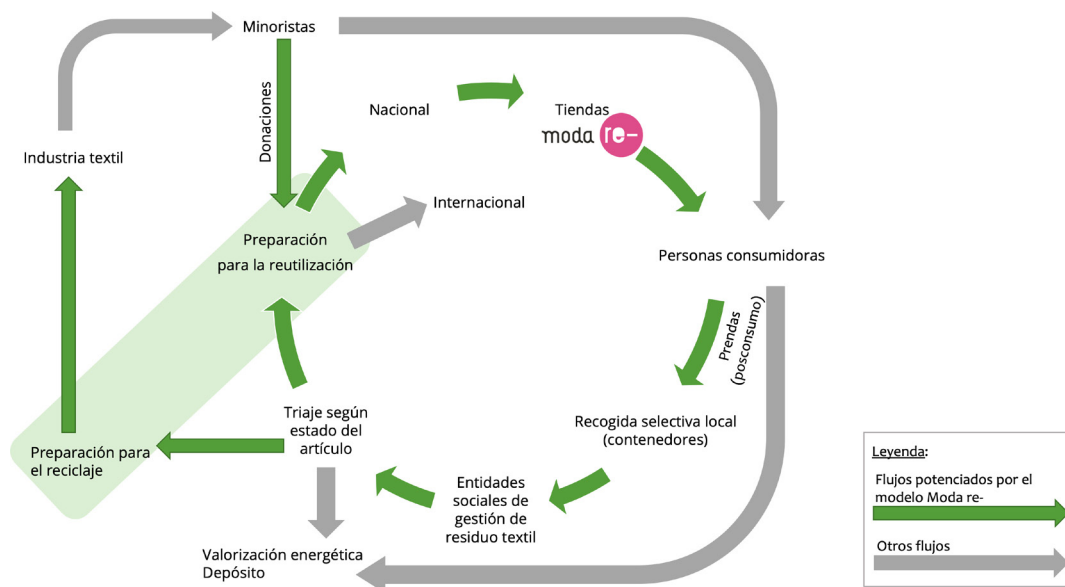 Minoristas
Donaciones
Nacional
Tiendas
moda re-
Industria textil
Internacional
Preparación
para la reutilización
Personas consumidoras
Prendas
(posconsumo)
Triaje según
estado del
artículo
Recogida selectiva local
(contenedores)
Preparación para
el reciclaje
Entidades
sociales de
gestión de
residuo textil
Valorización energética
Depósito
Leyenda:
Flujos potenciados por el
modelo Moda re-
Otros flujos